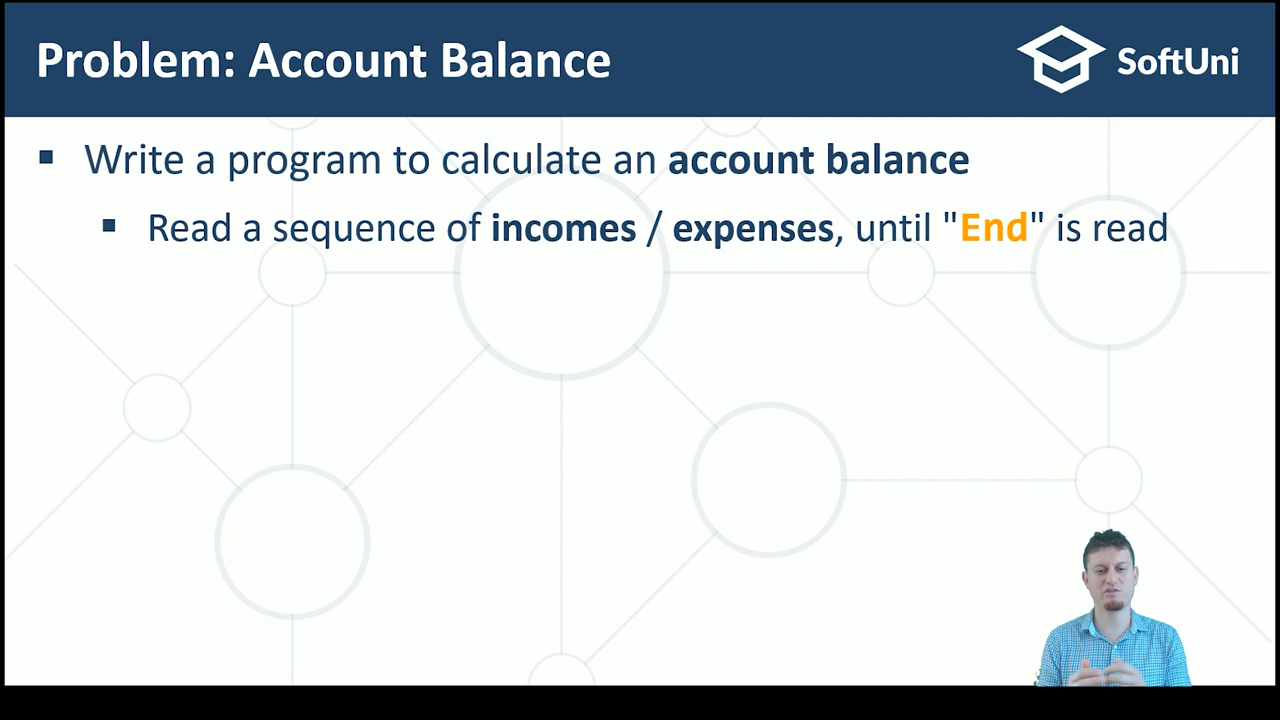 Problem: Account Balance
SoftUni
▪ Write a program to calculate an account balance
▪ Read a sequence of incomes / expenses, until "End" is read